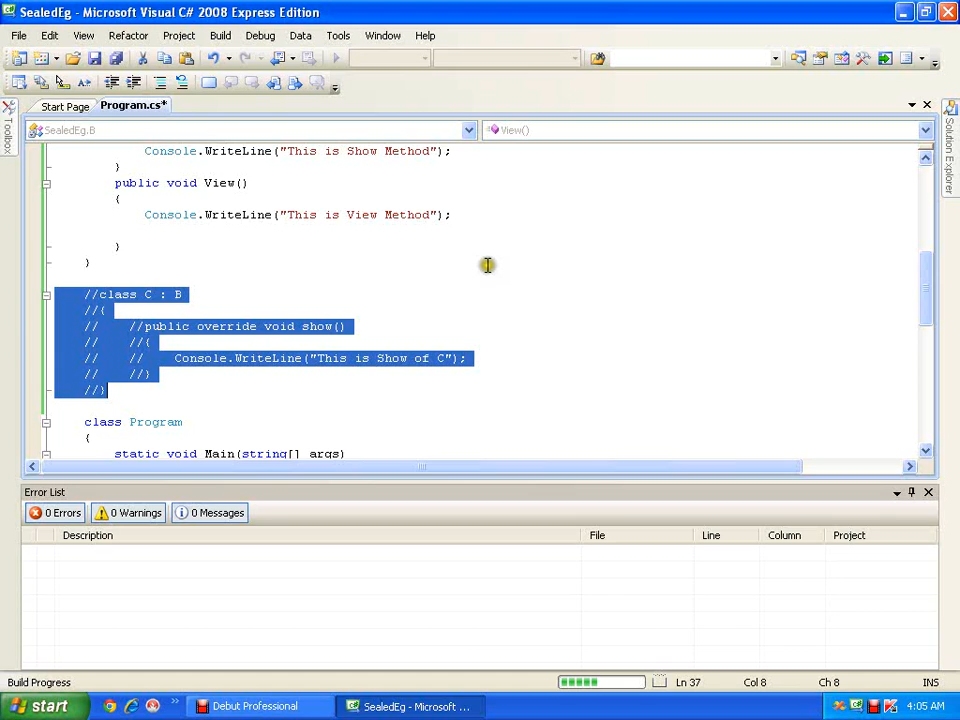 SealedEg - Microsoft Visual C# 2008 Express Edition
File Edit View Refactor Project Build Debug Data Tools Window Help
Start Page Program.cs*
Toolbox
Solution Explorer
SealedEg.B View()
Console.WriteLine("This is Show Method");
}
public void View()
{
Console.WriteLine("This is View Method");
}
}
//class C : B
//{
// //public override void show()
// //{
// // Console.WriteLine("This is Show of C");
// //}
//}
class Program
{
static void Main(string[] args)
Error List
0 Errors 0 Warnings 0 Messages
Description File Line Column Project
Build Progress Ln 37 Col 8 Ch 8 INS
start Debut Professional SealedEg - Microsoft ... 4:05 AM